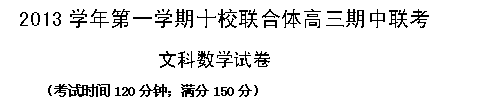 2013 学年第一学期十校联合体高三期中联考
文科数学试卷
（考试时间 120 分钟；满分 150 分）